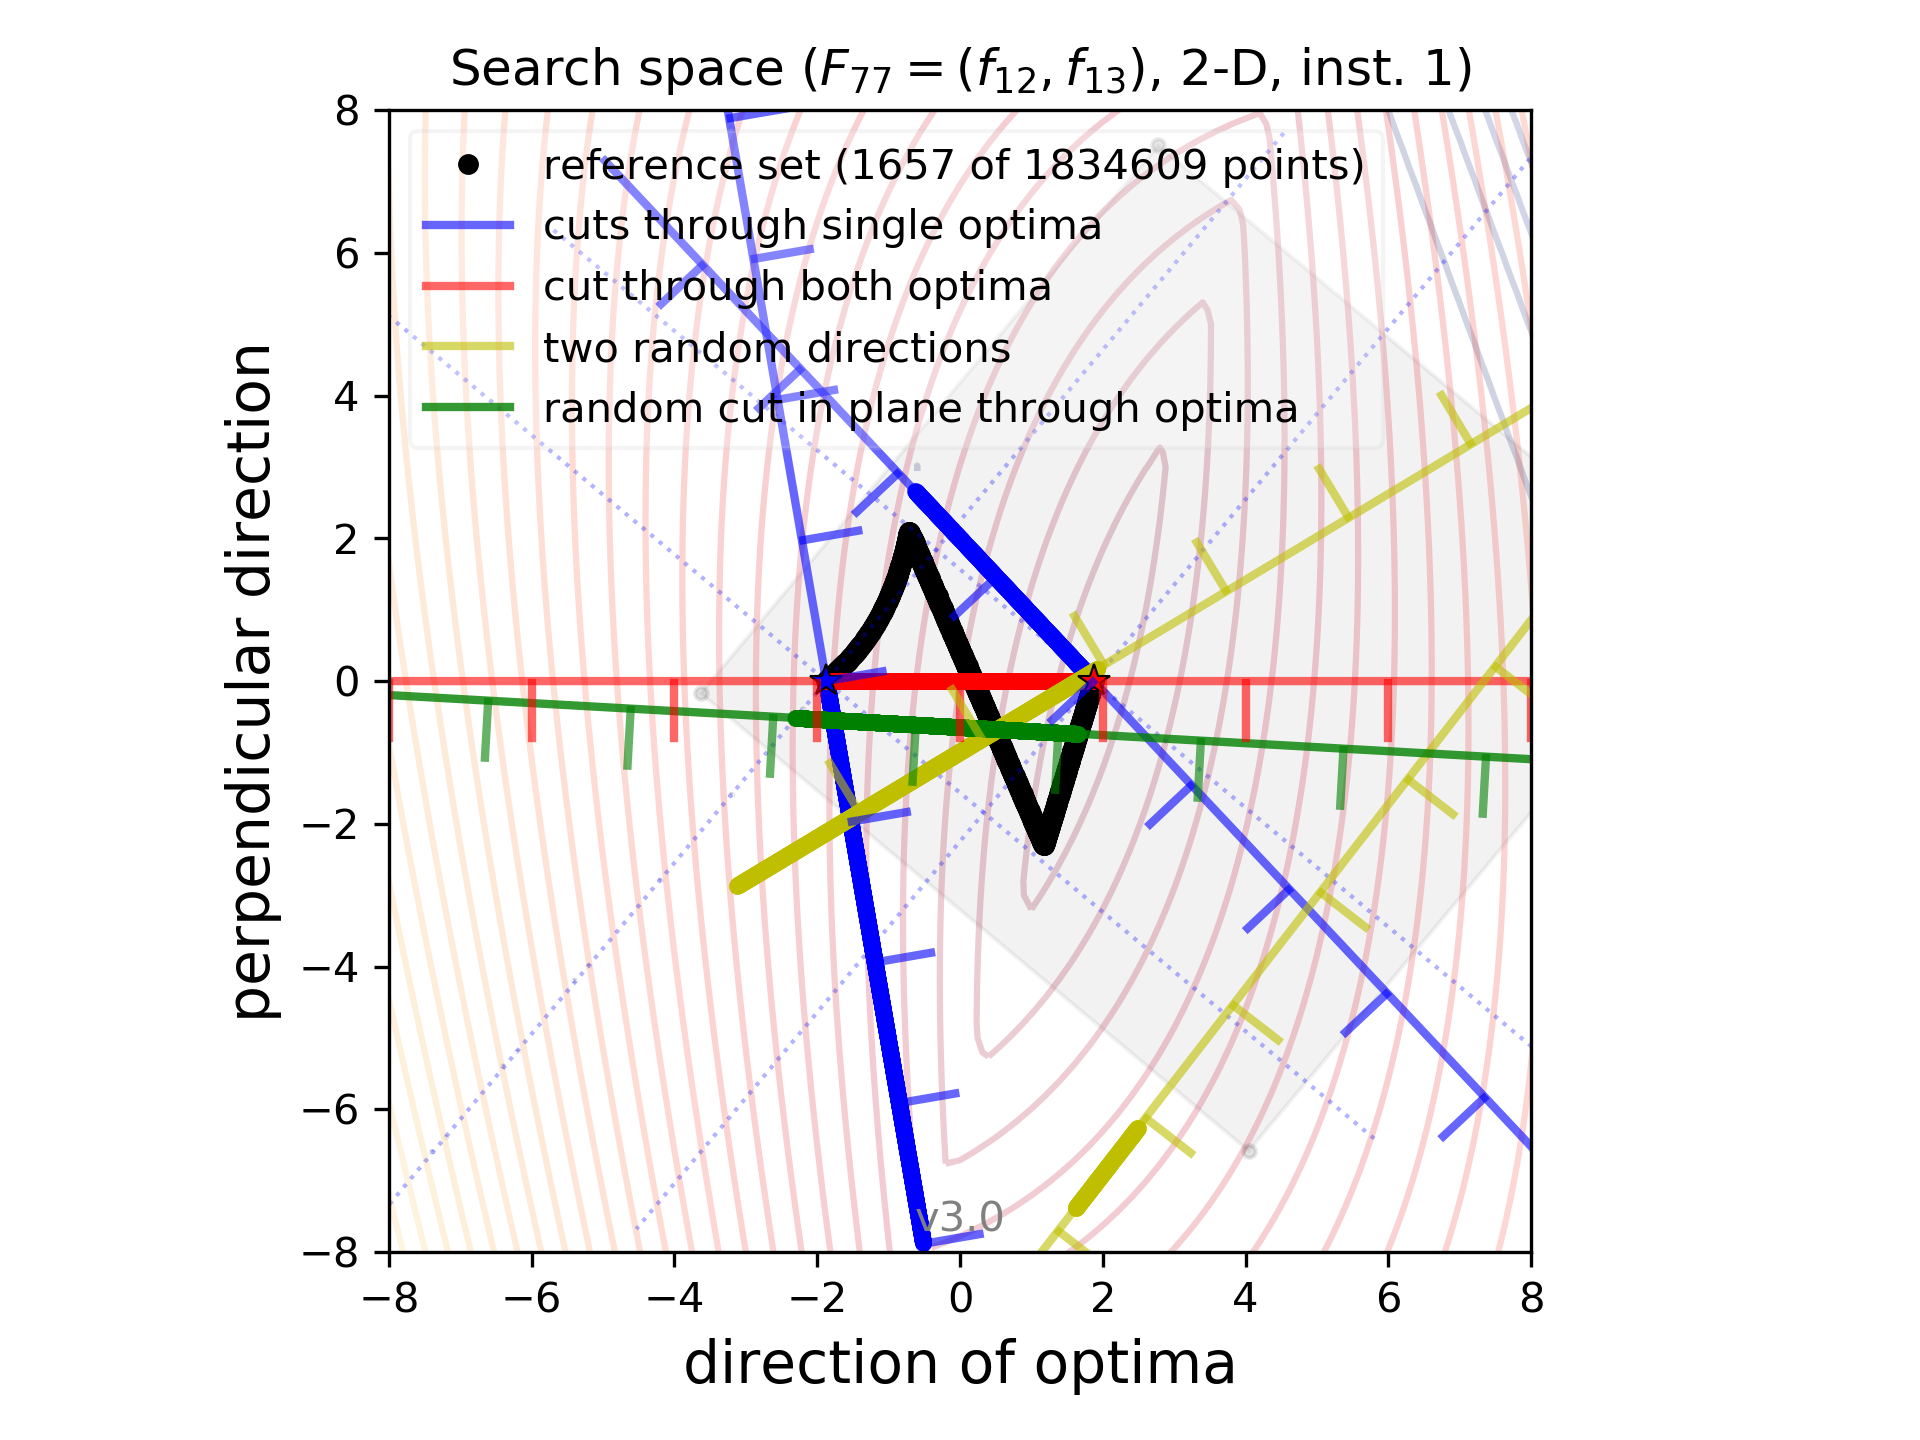 Search space (F77 = (f12, f13), 2-D, inst. 1)
reference set (1657 of 1834609 points)
cuts through single optima
cut through both optima
two random directions
random cut in plane through optima
perpendicular direction
8
6
4
2
0
−2
−4
−6
−8
v3.0
−8 −6 −4 −2 0 2 4 6 8
direction of optima